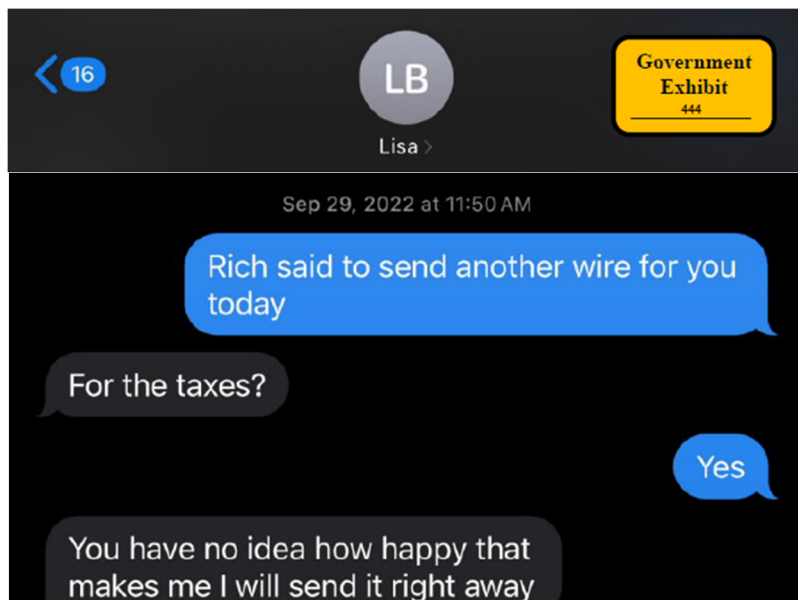 16
LB
Lisa >
Government
Exhibit
444
Sep 29, 2022 at 11:50 AM
Rich said to send another wire for you
today
For the taxes?
Yes
You have no idea how happy that
makes me I will send it right away